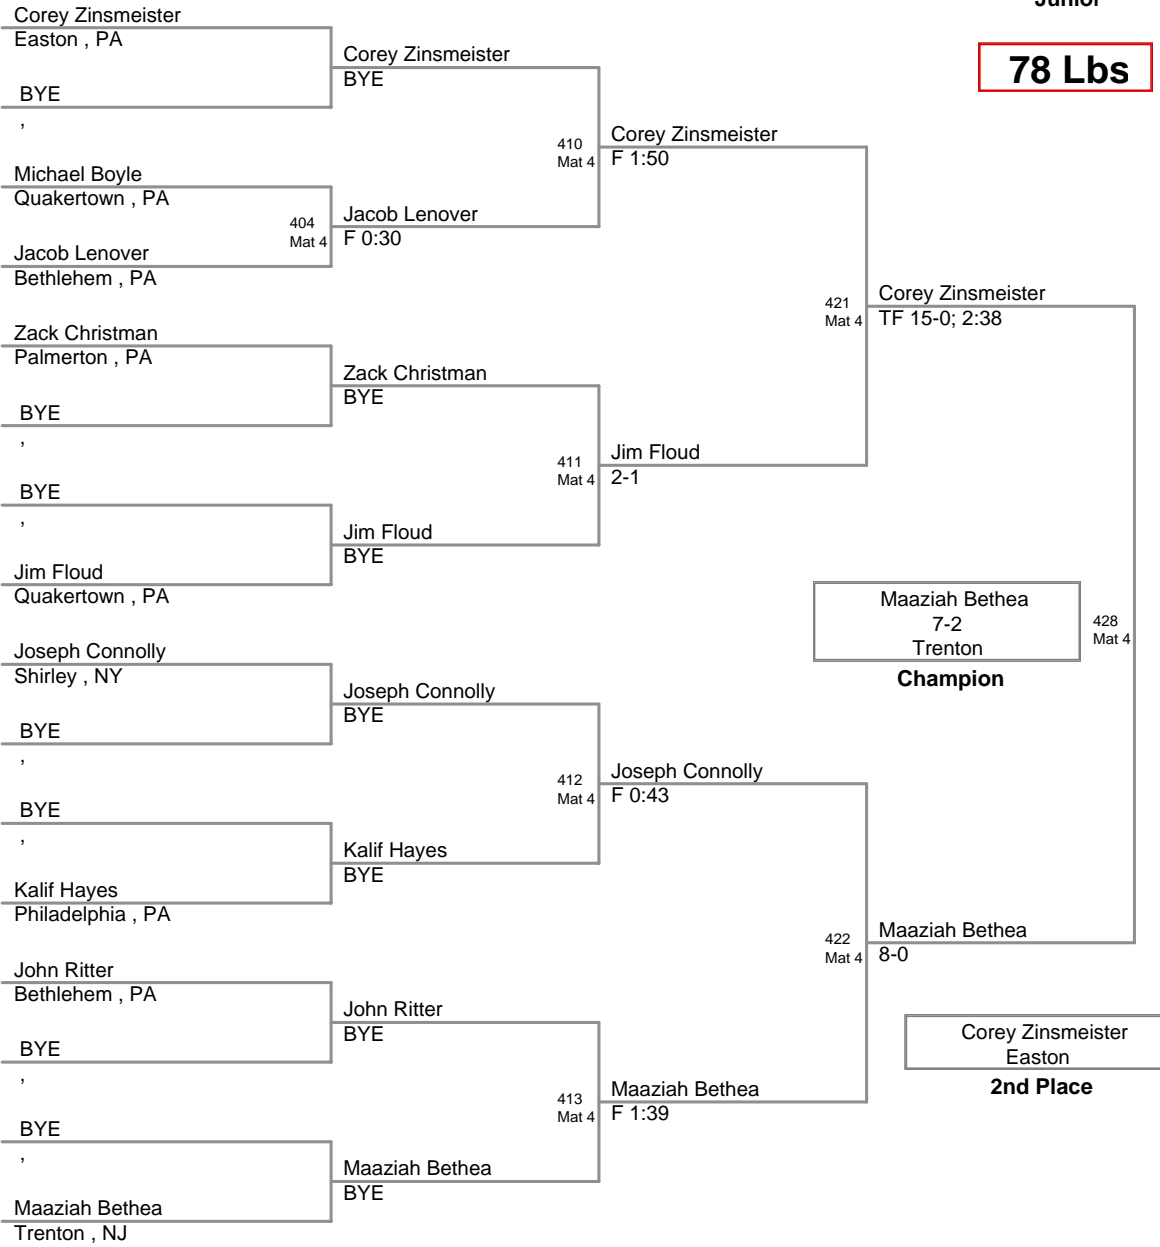 Junior
78 Lbs
Corey Zinsmeister
Easton , PA
BYE
,
Michael Boyle
Quakertown , PA
Jacob Lenover
Bethlehem , PA
Zack Christman
Palmerton , PA
BYE
,
BYE
,
Jim Floud
Quakertown , PA
Joseph Connolly
Shirley , NY
BYE
,
BYE
,
Kalif Hayes
Philadelphia , PA
John Ritter
Bethlehem , PA
BYE
,
BYE
,
Maaziah Bethea
Trenton , NJ
Corey Zinsmeister
BYE
404
Mat 4
Jacob Lenover
F 0:30
Zack Christman
BYE
Jim Floud
BYE
Joseph Connolly
BYE
Kalif Hayes
BYE
John Ritter
BYE
Maaziah Bethea
BYE
410
Mat 4
Corey Zinsmeister
F 1:50
411
Mat 4
Jim Floud
2-1
412
Mat 4
Joseph Connolly
F 0:43
413
Mat 4
Maaziah Bethea
F 1:39
421
Mat 4
Corey Zinsmeister
TF 15-0; 2:38
422
Mat 4
Maaziah Bethea
8-0
428
Mat 4
Maaziah Bethea
7-2
Trenton
Champion
Corey Zinsmeister
Easton
2nd Place